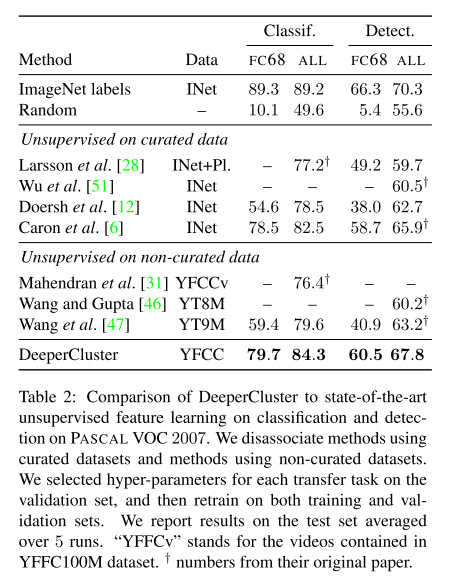 Classif. Detect.
Method Data FC68 ALL FC68 ALL
ImageNet labels INet 89.3 89.2 66.3 70.3
Random – 10.1 49.6 5.4 55.6
Unsupervised on curated data
Larsson et al. [28] INet+Pl. – 77.2† 49.2 59.7
Wu et al. [51] INet – – – 60.5†
Doersh et al. [12] INet 54.6 78.5 38.0 62.7
Caron et al. [6] INet 78.5 82.5 58.7 65.9†
Unsupervised on non-curated data
Mahendran et al. [31] YFCCv – 76.4† – –
Wang and Gupta [46] YT8M – – – 60.2†
Wang et al. [47] YT9M 59.4 79.6 40.9 63.2†
DeeperCluster YFCC 79.7 84.3 60.5 67.8
Table 2: Comparison of DeeperCluster to state-of-the-art
unsupervised feature learning on classification and detec-
tion on PASCAL VOC 2007. We disassociate methods using
curated datasets and methods using non-curated datasets.
We selected hyper-parameters for each transfer task on the
validation set, and then retrain on both training and val-
idation sets. We report results on the test set averaged
over 5 runs. “YFFCv” stands for the videos contained in
YFFC100M dataset. † numbers from their original paper.